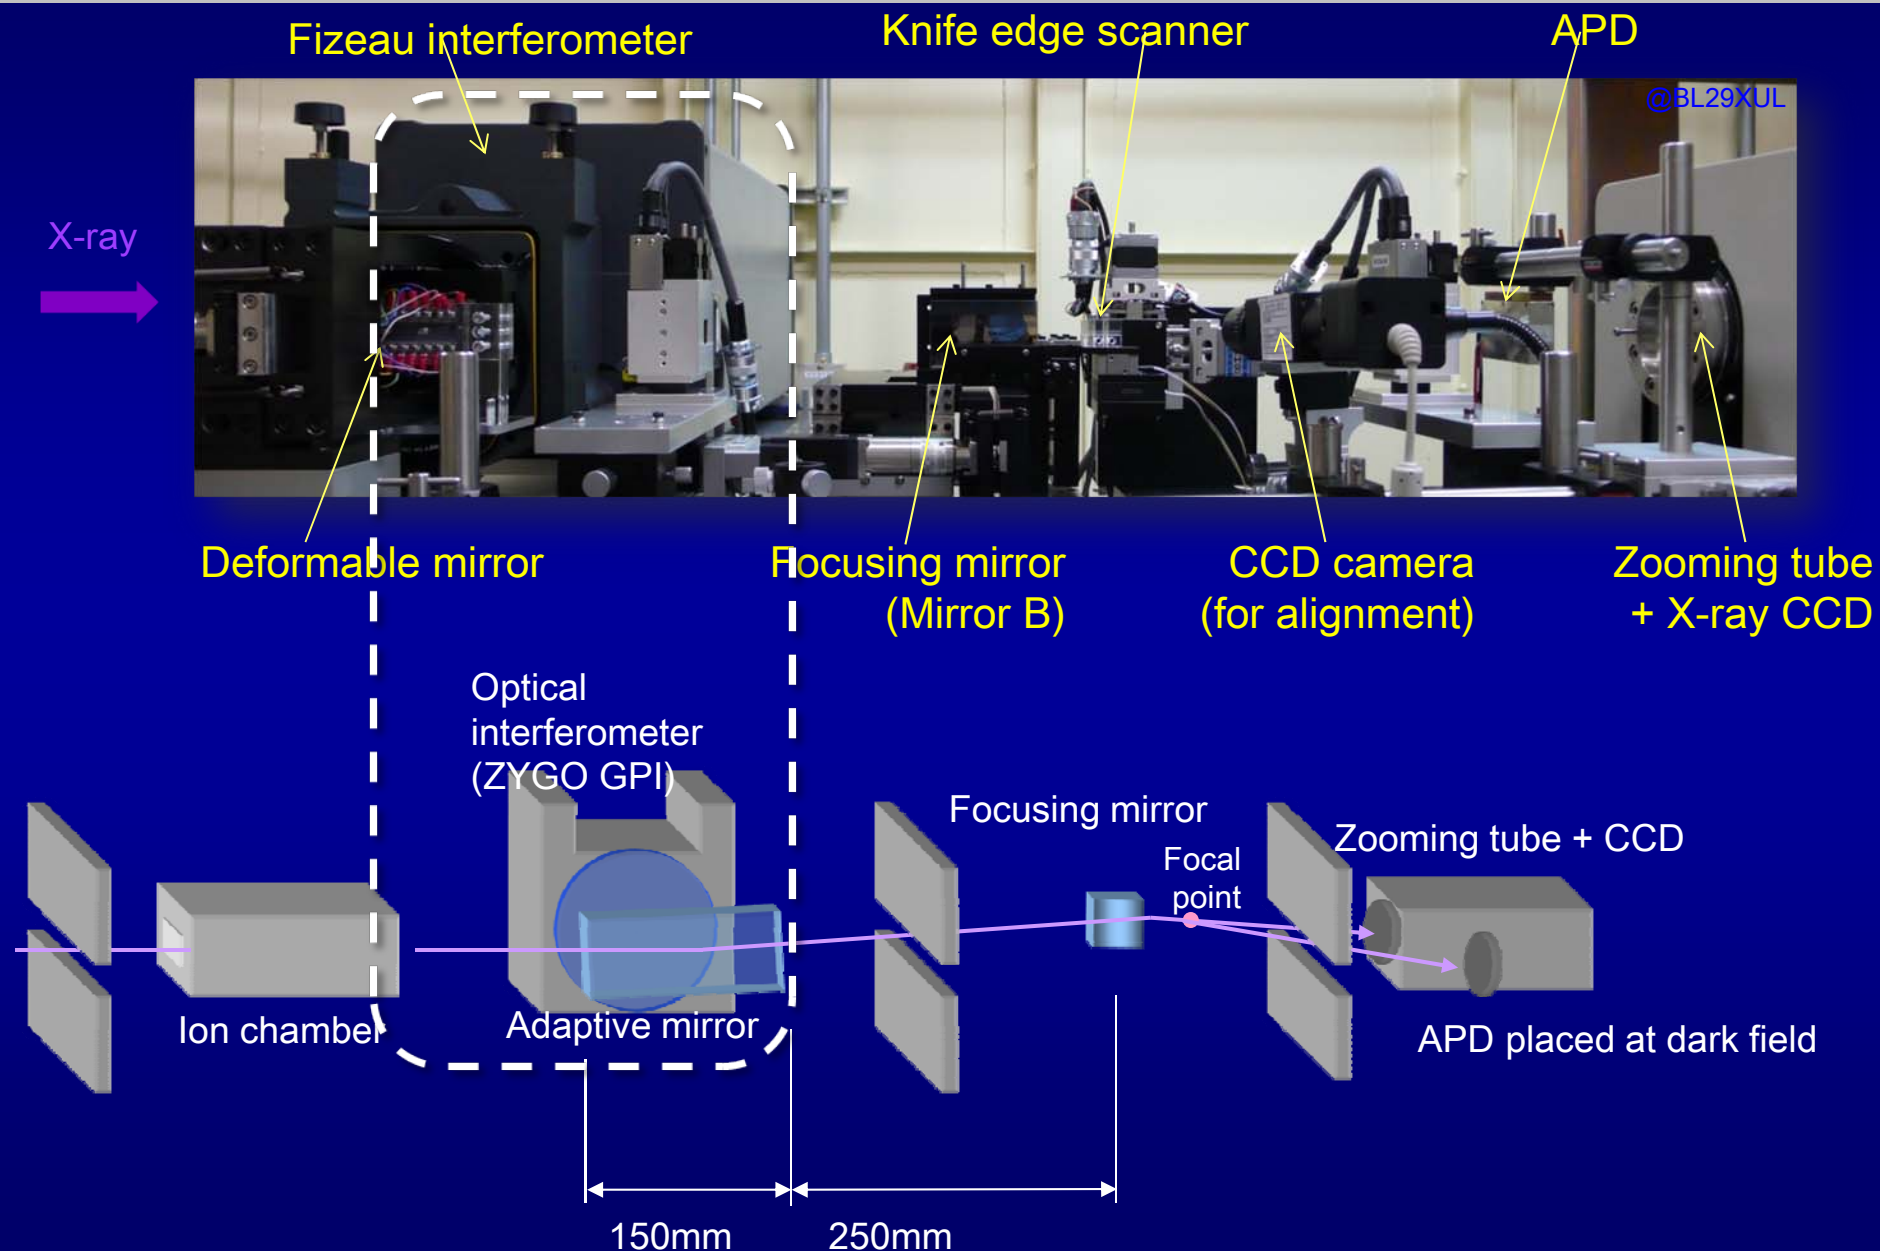 Fizeau interferometer
Knife edge scanner
APD
@BL29XUL
X-ray
Deformable mirror
Focusing mirror
(Mirror B)
CCD camera
(for alignment)
Zooming tube
+ X-ray CCD
Optical
interferometer
(ZYGO GPI)
Focusing mirror
Zooming tube + CCD
Focal
point
Ion chamber
Adaptive mirror
APD placed at dark field
150mm
250mm